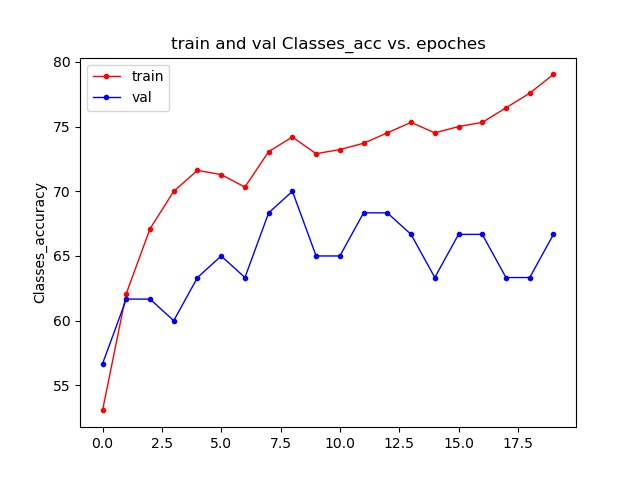 train and val Classes_acc vs. epoches
80
train
val
75
70
65
60
55
Classes_accuracy
0.0 2.5 5.0 7.5 10.0 12.5 15.0 17.5